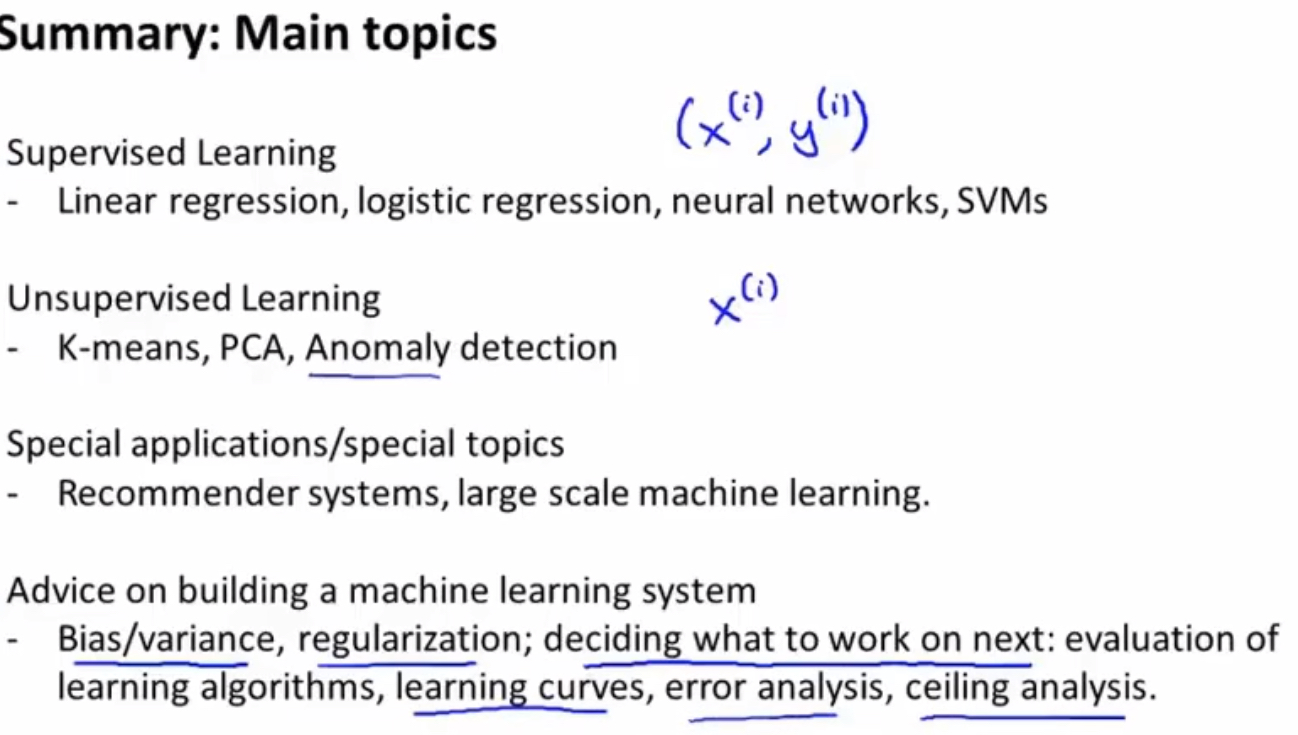 Summary: Main topics
(x^(i), y^(i))
Supervised Learning
- Linear regression, logistic regression, neural networks, SVMs
Unsupervised Learning
x^(i)
- K-means, PCA, Anomaly detection
Special applications/special topics
- Recommender systems, large scale machine learning.
Advice on building a machine learning system
- Bias/variance, regularization; deciding what to work on next: evaluation of
learning algorithms, learning curves, error analysis, ceiling analysis.